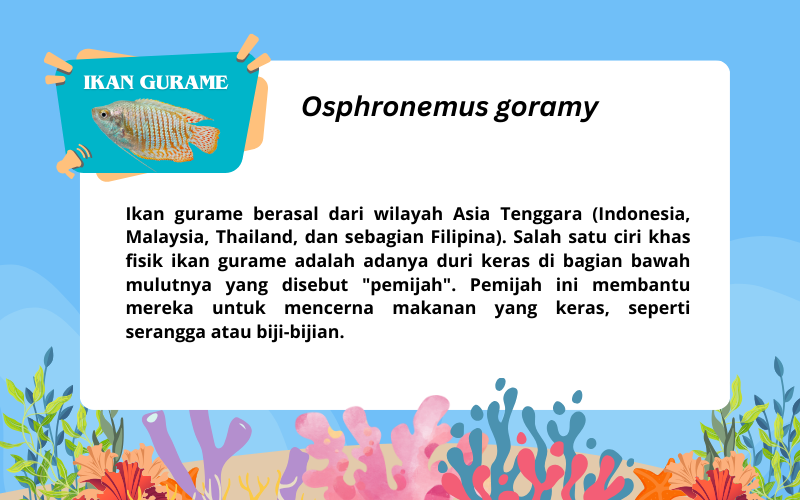 IKAN GURAME
Osphronemus goramy
Ikan gurame berasal dari wilayah Asia Tenggara (Indonesia,
Malaysia, Thailand, dan sebagian Filipina). Salah satu ciri khas
fisik ikan gurame adalah adanya duri keras di bagian bawah
mulutnya yang disebut "pemijah". Pemijah ini membantu
mereka untuk mencerna makanan yang keras, seperti
serangga atau biji-bijian.